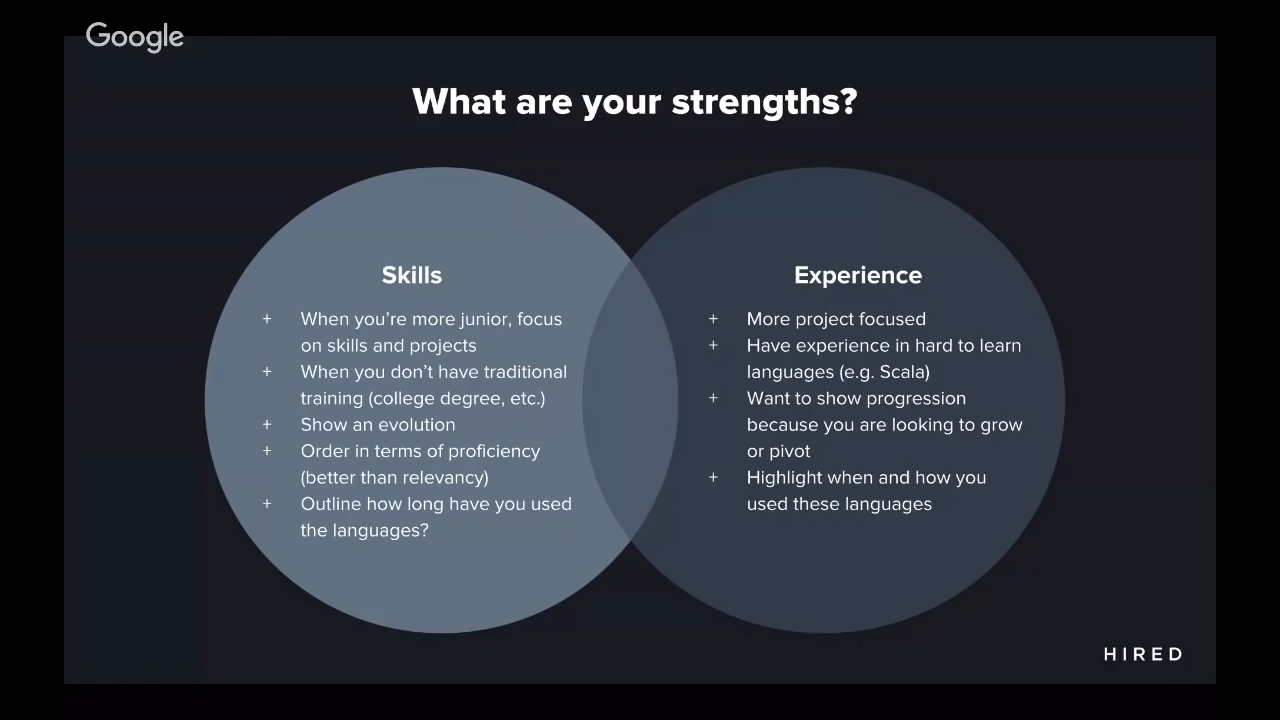 Google
What are your strengths?
Skills
+ When you're more junior, focus
on skills and projects
+ When you don't have traditional
training (college degree, etc.)
+ Show an evolution
+ Order in terms of proficiency
(better than relevancy)
+ Outline how long have you used
the languages?
Experience
+ More project focused
+ Have experience in hard to learn
languages (e.g. Scala)
+ Want to show progression
because you are looking to grow
or pivot
+ Highlight when and how you
used these languages
HIRED